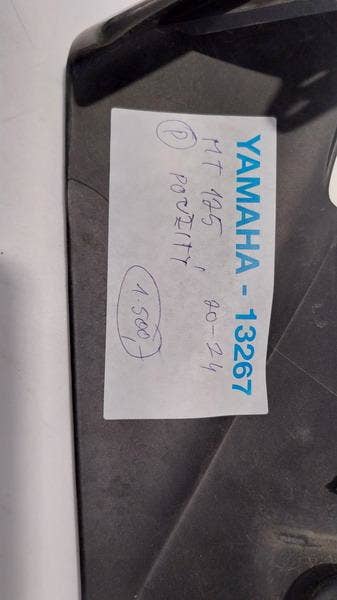 YAMAHA - 13267
MT 125 20-24
P POUŽITÝ
1.500,-